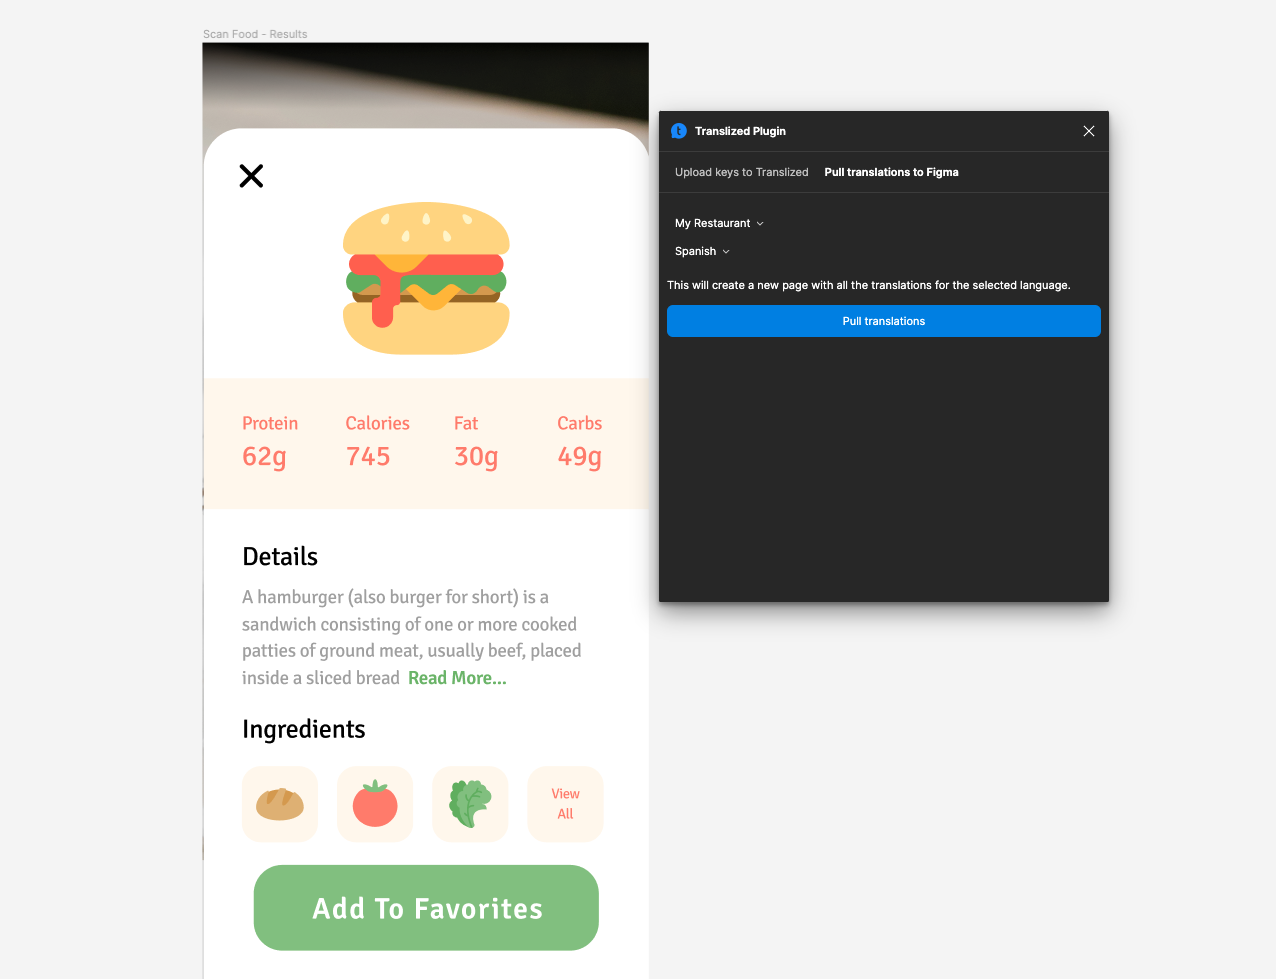 Scan Food - Results
Translized Plugin
Upload keys to Translized Pull translations to Figma
My Restaurant
Spanish
This will create a new page with all the translations for the selected language.
Pull translations
Protein Calories Fat Carbs
62g 745 30g 49g
Details
A hamburger (also burger for short) is a
sandwich consisting of one or more cooked
patties of ground meat, usually beef, placed
inside a sliced bread Read More...
Ingredients
View
All
Add To Favorites